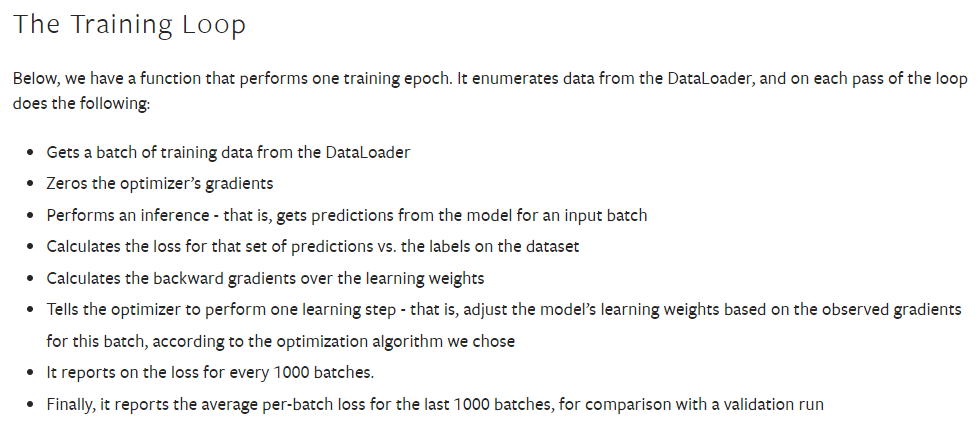 The Training Loop
Below, we have a function that performs one training epoch. It enumerates data from the DataLoader, and on each pass of the loop
does the following:
• Gets a batch of training data from the DataLoader
• Zeros the optimizer’s gradients
• Performs an inference - that is, gets predictions from the model for an input batch
• Calculates the loss for that set of predictions vs. the labels on the dataset
• Calculates the backward gradients over the learning weights
• Tells the optimizer to perform one learning step - that is, adjust the model’s learning weights based on the observed gradients
for this batch, according to the optimization algorithm we chose
• It reports on the loss for every 1000 batches.
• Finally, it reports the average per-batch loss for the last 1000 batches, for comparison with a validation run